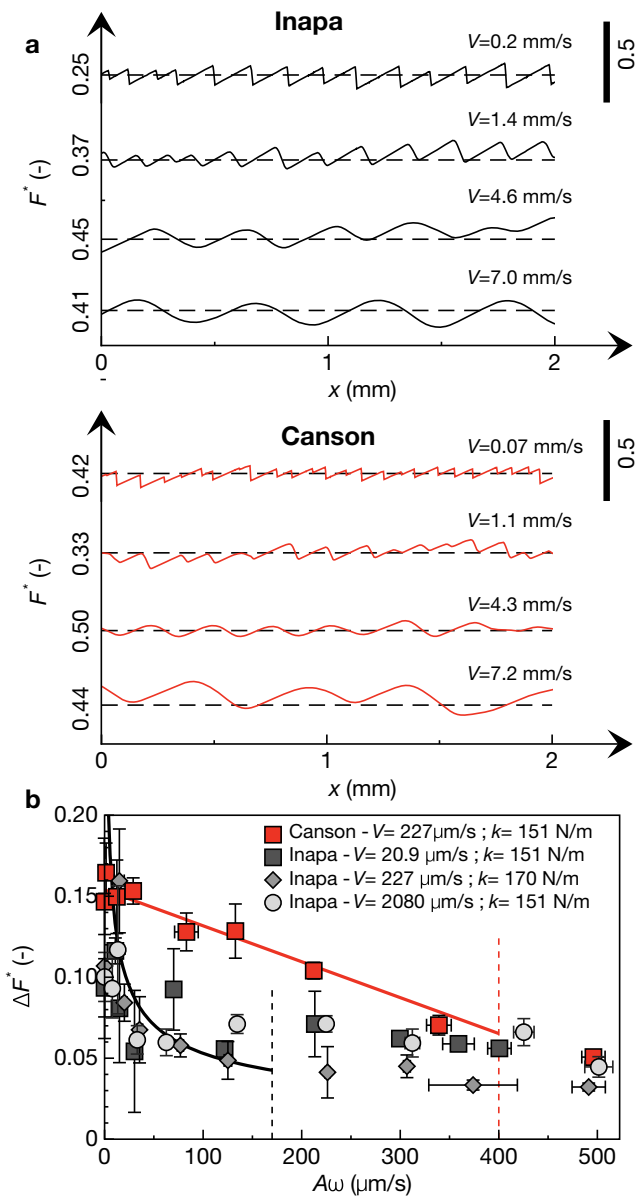 a
Inapa
V=0.2 mm/s
0.5
0.25
V=1.4 mm/s
0.37
F* (-)
V=4.6 mm/s
0.45
V=7.0 mm/s
0.41
0 1 2
-
x (mm)
Canson
V=0.07 mm/s
0.5
0.42
V=1.1 mm/s
0.33
F* (-)
V=4.3 mm/s
0.50
V=7.2 mm/s
0.44
0 1 2
x (mm)
b
0.20
Canson - V= 227µm/s ; k= 151 N/m
Inapa - V= 20.9 µm/s ; k= 151 N/m
Inapa - V= 227 µm/s ; k= 170 N/m
Inapa - V= 2080 µm/s ; k= 151 N/m
0.15
ΔF* (-)
0.10
0.05
0
0 100 200 300 400 500
Aω (µm/s)